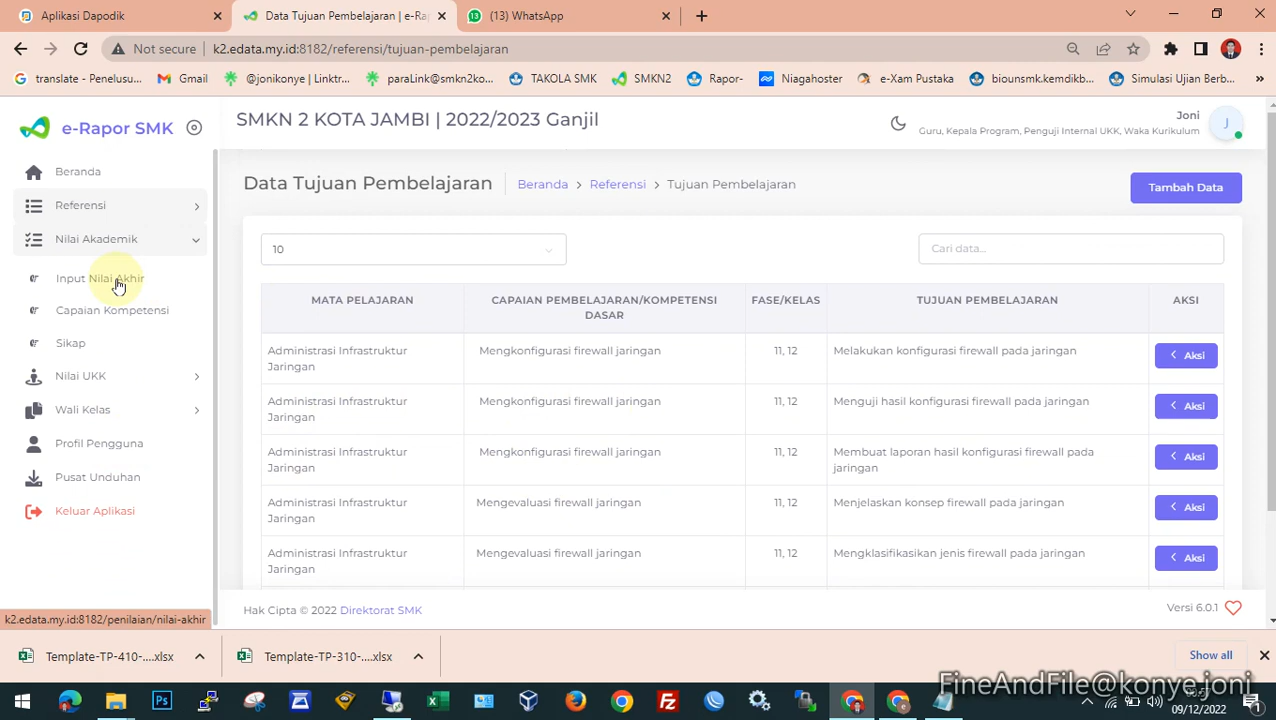 Aplikasi Dapodik
Data Tujuan Pembelajaran | e-Rap
(13) WhatsApp
Not secure | k2.edata.my.id:8182/referensi/tujuan-pembelajaran
translate - Penelusu...
Gmail
@jonikonye | Linktr...
paraLink@smkn2ko...
TAKOLA SMK
SMKN2
Rapor-
Niagahoster
e-Xam Pustaka
biounsmk.kemdikb...
Simulasi Ujian Berb...
»
e-Rapor SMK
SMKN 2 KOTA JAMBI | 2022/2023 Ganjil
Joni
Guru, Kepala Program, Penguji Internal UKK, Waka Kurikulum
J
Beranda
Referensi
Nilai Akademik
Input Nilai Akhir
Capaian Kompetensi
Sikap
Nilai UKK
Wali Kelas
Profil Pengguna
Pusat Unduhan
Keluar Aplikasi
Data Tujuan Pembelajaran
Beranda > Referensi > Tujuan Pembelajaran
Tambah Data
10
Cari data...
MATA PELAJARAN
CAPAIAN PEMBELAJARAN/KOMPETENSI
DASAR
FASE/KELAS
TUJUAN PEMBELAJARAN
AKSI
Administrasi Infrastruktur
Jaringan
Mengkonfigurasi firewall jaringan
11, 12
Melakukan konfigurasi firewall pada jaringan
Aksi
Administrasi Infrastruktur
Jaringan
Mengkonfigurasi firewall jaringan
11, 12
Menguji hasil konfigurasi firewall pada jaringan
Aksi
Administrasi Infrastruktur
Jaringan
Mengkonfigurasi firewall jaringan
11, 12
Membuat laporan hasil konfigurasi firewall pada
jaringan
Aksi
Administrasi Infrastruktur
Jaringan
Mengevaluasi firewall jaringan
11, 12
Menjelaskan konsep firewall pada jaringan
Aksi
Administrasi Infrastruktur
Jaringan
Mengevaluasi firewall jaringan
11, 12
Mengklasifikasikan jenis firewall pada jaringan
Aksi
Hak Cipta © 2022 Direktorat SMK
Versi 6.0.1
k2.edata.my.id:8182/penilaian/nilai-akhir
Template-TP-410-....xlsx
Template-TP-310-....xlsx
Show all
FineAndFile@konye.joni
09/12/2022